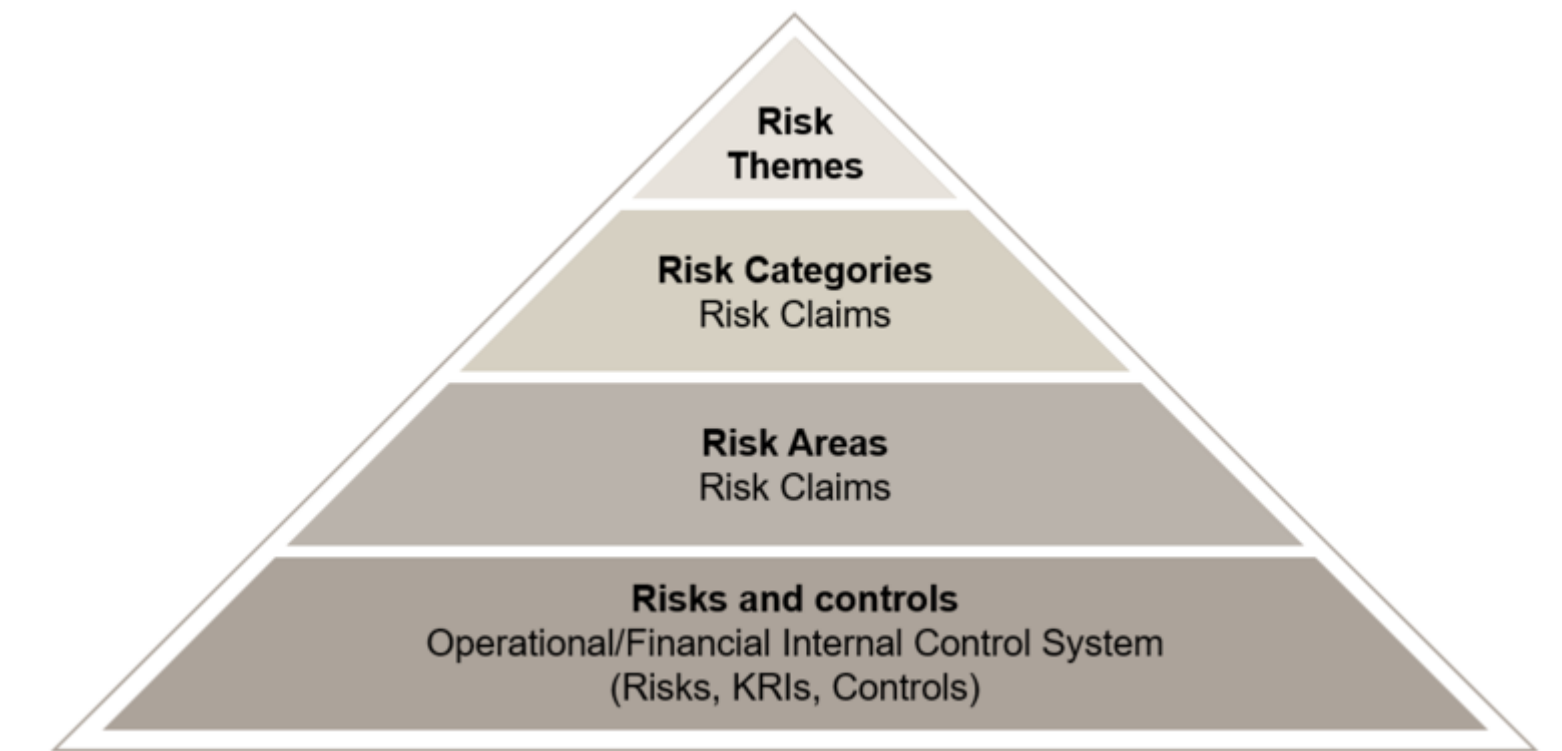 Risk
Themes
Risk Categories
Risk Claims
Risk Areas
Risk Claims
Risks and controls
Operational/Financial Internal Control System
(Risks, KRIs, Controls)